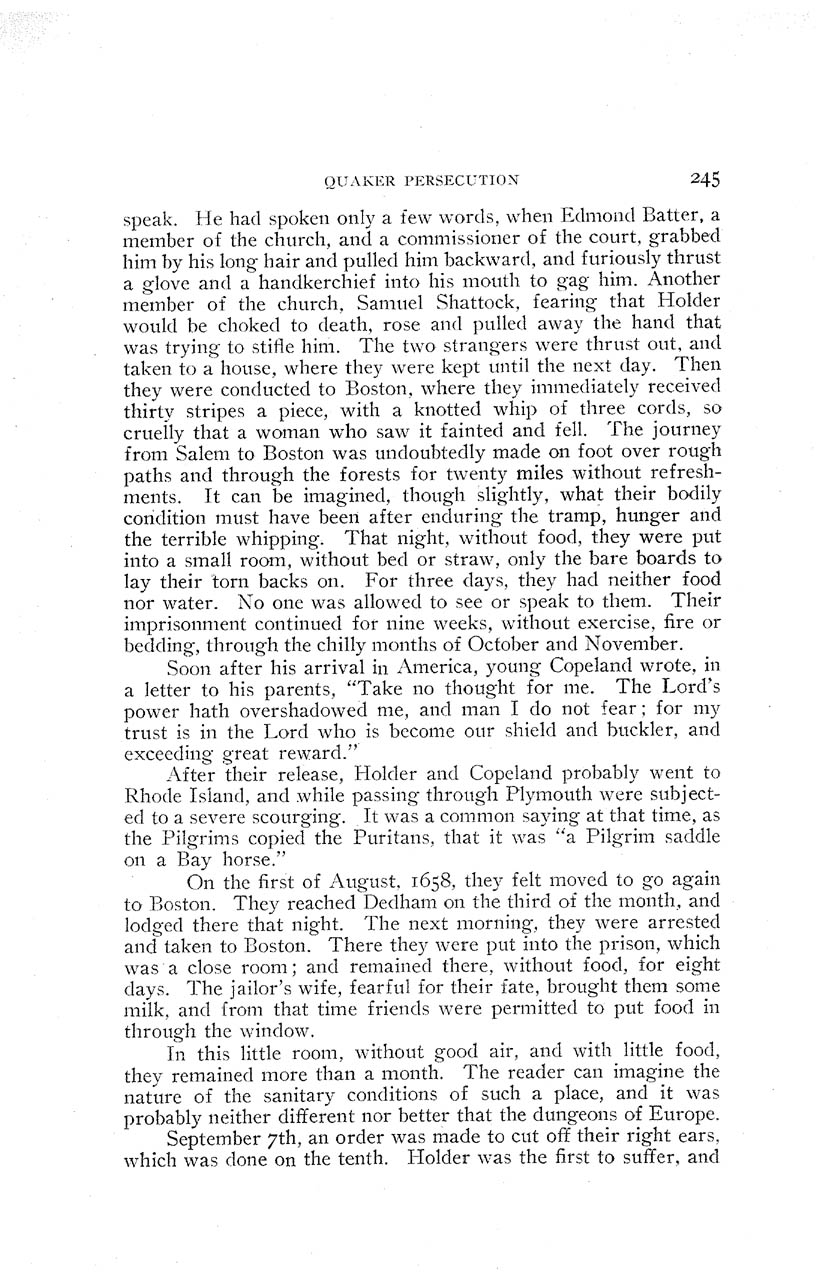 QUAKER PERSECUTION 245
speak. He had spoken only a few words, when Edmond Batter, a
member of the church, and a commissioner of the court, grabbed
him by his long hair and pulled him backward, and furiously thrust
a glove and a handkerchief into his mouth to gag him. Another
member of the church, Samuel Shattock, fearing that Holder
would be choked to death, rose and pulled away the hand that
was trying to stifle him. The two strangers were thrust out, and
taken to a house, where they were kept until the next day. Then
they were conducted to Boston, where they immediately received
thirty stripes a piece, with a knotted whip of three cords, so
cruelly that a woman who saw it fainted and fell. The journey
from Salem to Boston was undoubtedly made on foot over rough
paths and through the forests for twenty miles without refresh-
ments. It can be imagined, though slightly, what their bodily
condition must have been after enduring the tramp, hunger and
the terrible whipping. That night, without food, they were put
into a small room, without bed or straw, only the bare boards to
lay their torn backs on. For three days, they had neither food
nor water. No one was allowed to see or speak to them. Their
imprisonment continued for nine weeks, without exercise, fire or
bedding, through the chilly months of October and November.
Soon after his arrival in America, young Copeland wrote, in
a letter to his parents, "Take no thought for me. The Lord's
power hath overshadowed me, and man I do not fear; for my
trust is in the Lord who is become our shield and buckler, and
exceeding great reward."
After their release, Holder and Copeland probably went to
Rhode Island, and while passing through Plymouth were subject-
ed to a severe scourging. It was a common saying at that time, as
the Pilgrims copied the Puritans, that it was "a Pilgrim saddle
on a Bay horse."
On the first of August, 1658, they felt moved to go again
to Boston. They reached Dedham on the third of the month, and
lodged there that night. The next morning, they were arrested
and taken to Boston. There they were put into the prison, which
was a close room; and remained there, without food, for eight
days. The jailor's wife, fearful for their fate, brought them some
milk, and from that time friends were permitted to put food in
through the window.
In this little room, without good air, and with little food,
they remained more than a month. The reader can imagine the
nature of the sanitary conditions of such a place, and it was
probably neither different nor better that the dungeons of Europe.
September 7th, an order was made to cut off their right ears,
which was done on the tenth. Holder was the first to suffer, and